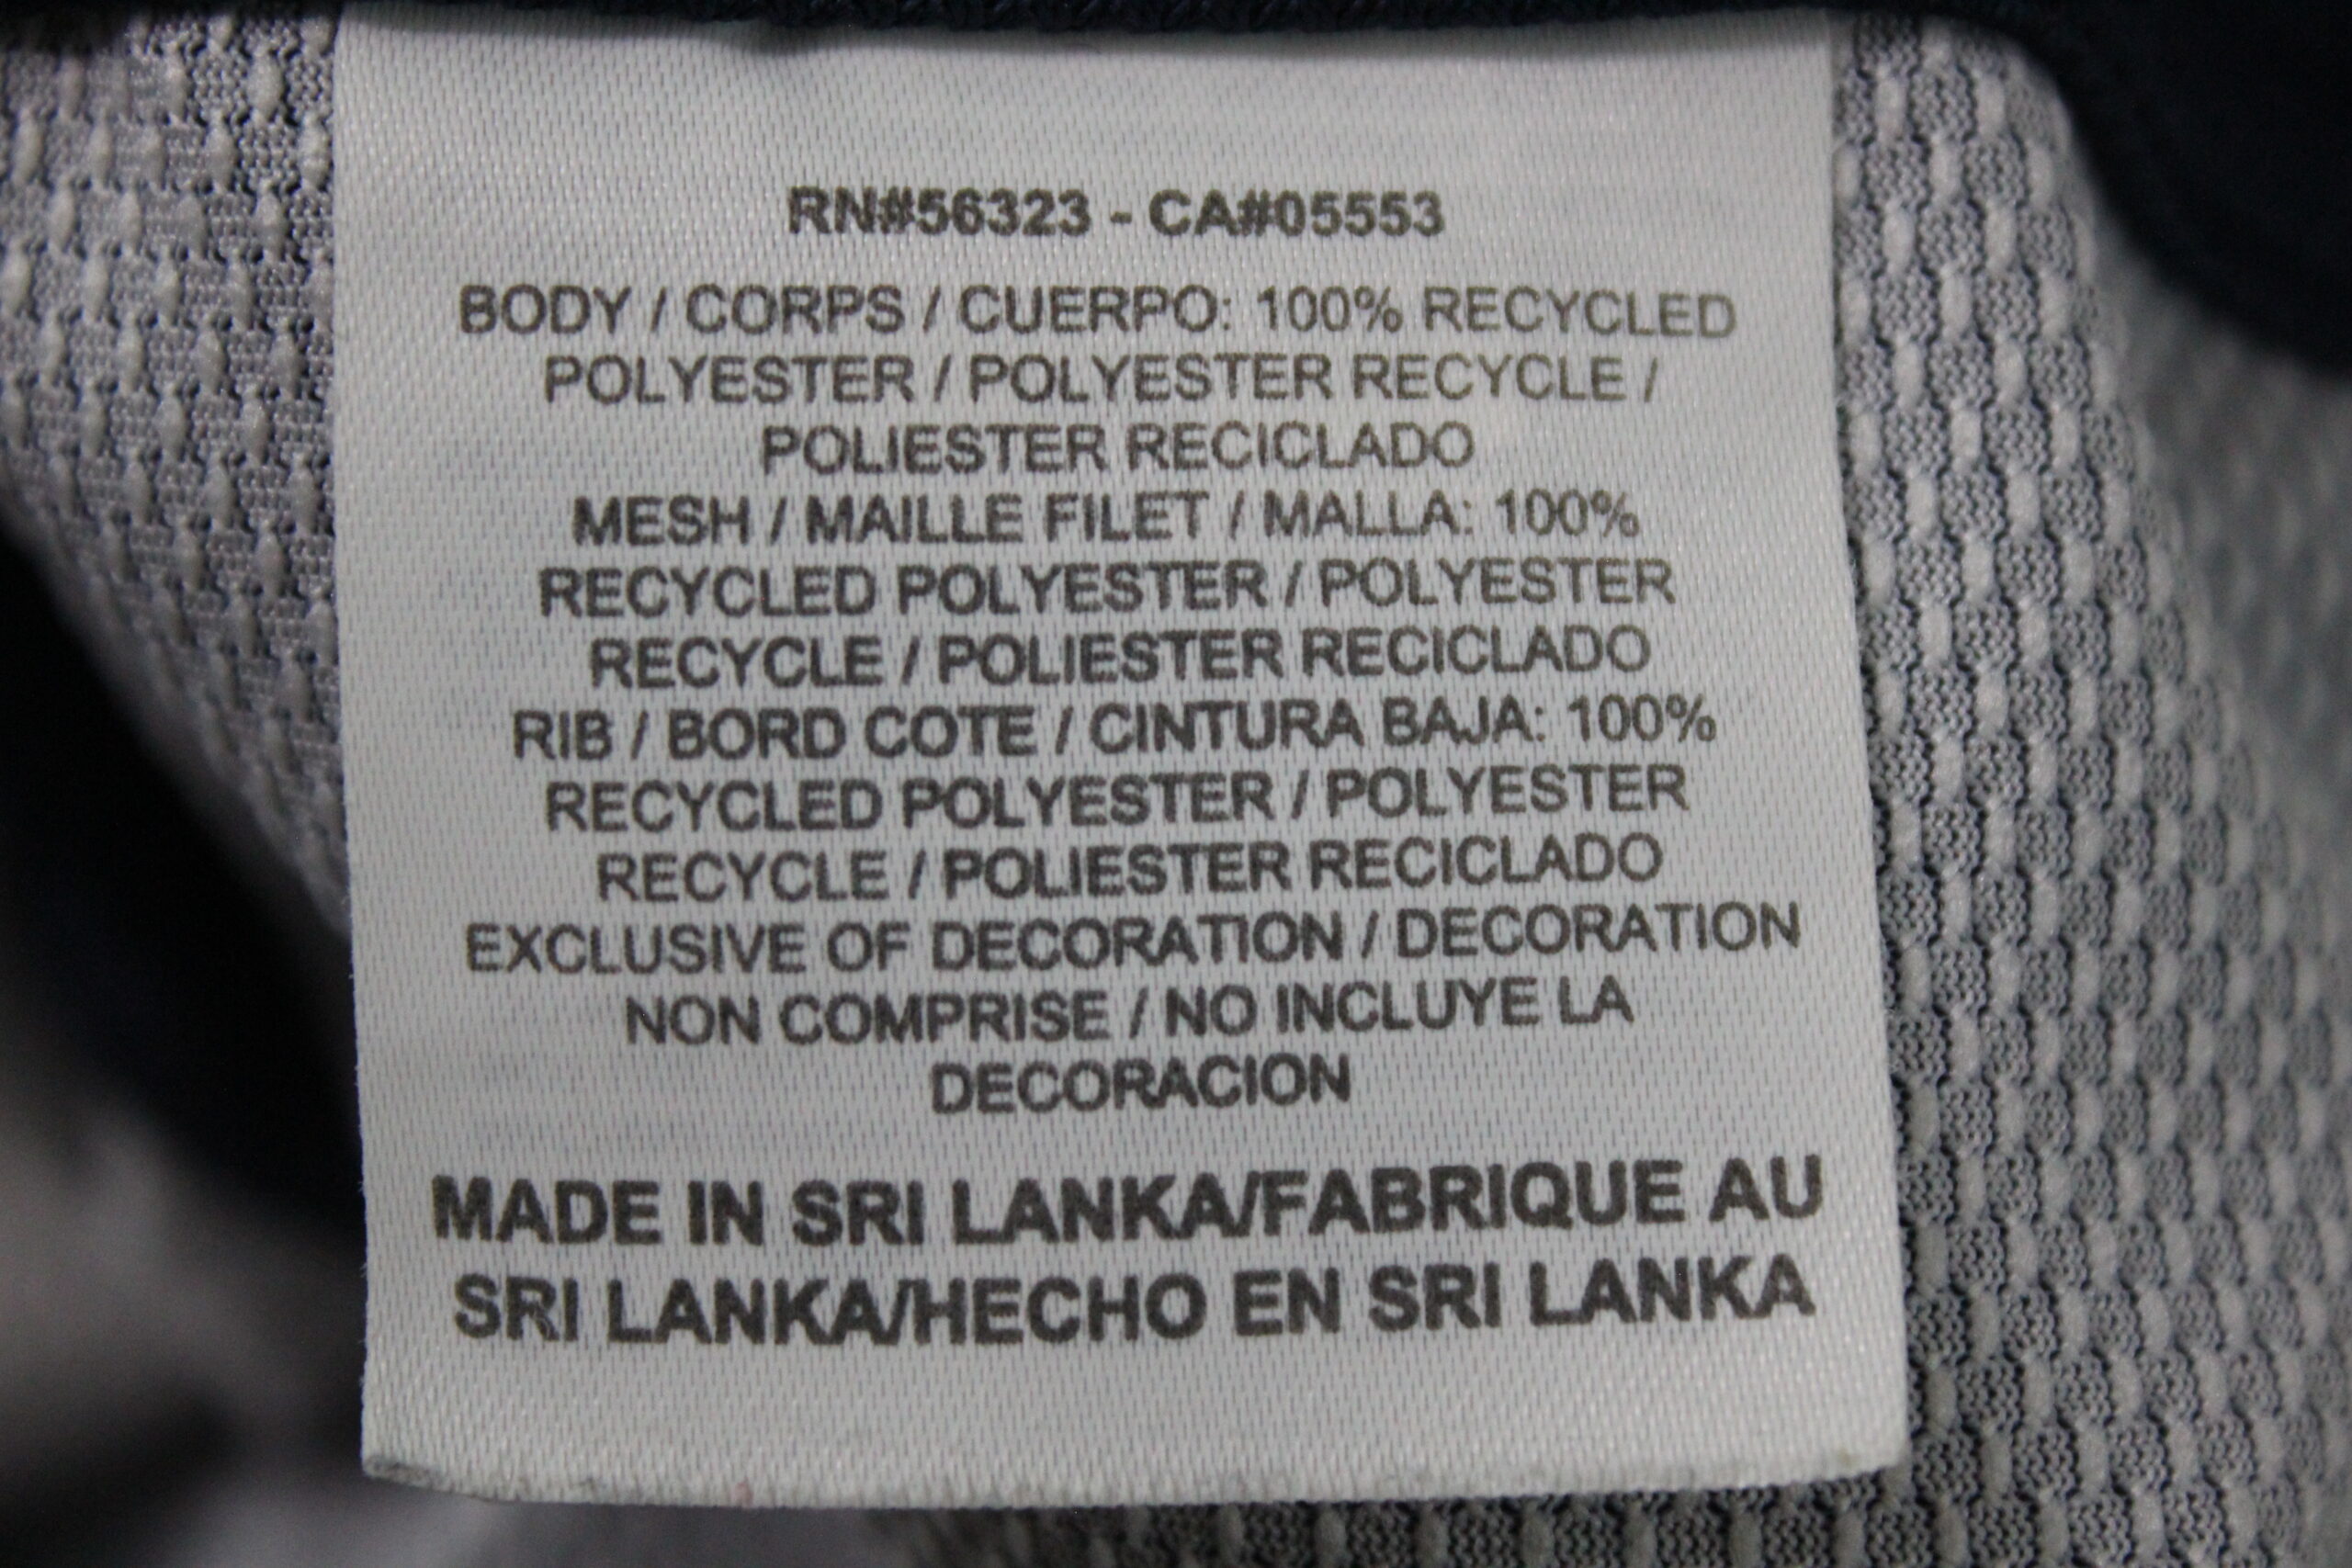 RN#56323 - CA#05553
BODY / CORPS / CUERPO: 100% RECYCLED
POLYESTER / POLYESTER RECYCLE /
POLIESTER RECICLADO
MESH / MAILLE FILET / MALLA: 100%
RECYCLED POLYESTER / POLYESTER
RECYCLE / POLIESTER RECICLADO
RIB / BORD COTE / CINTURA BAJA: 100%
RECYCLED POLYESTER / POLYESTER
RECYCLE / POLIESTER RECICLADO
EXCLUSIVE OF DECORATION / DECORATION
NON COMPRISE / NO INCLUYE LA
DECORACION
MADE IN SRI LANKA/FABRIQUE AU
SRI LANKA/HECHO EN SRI LANKA